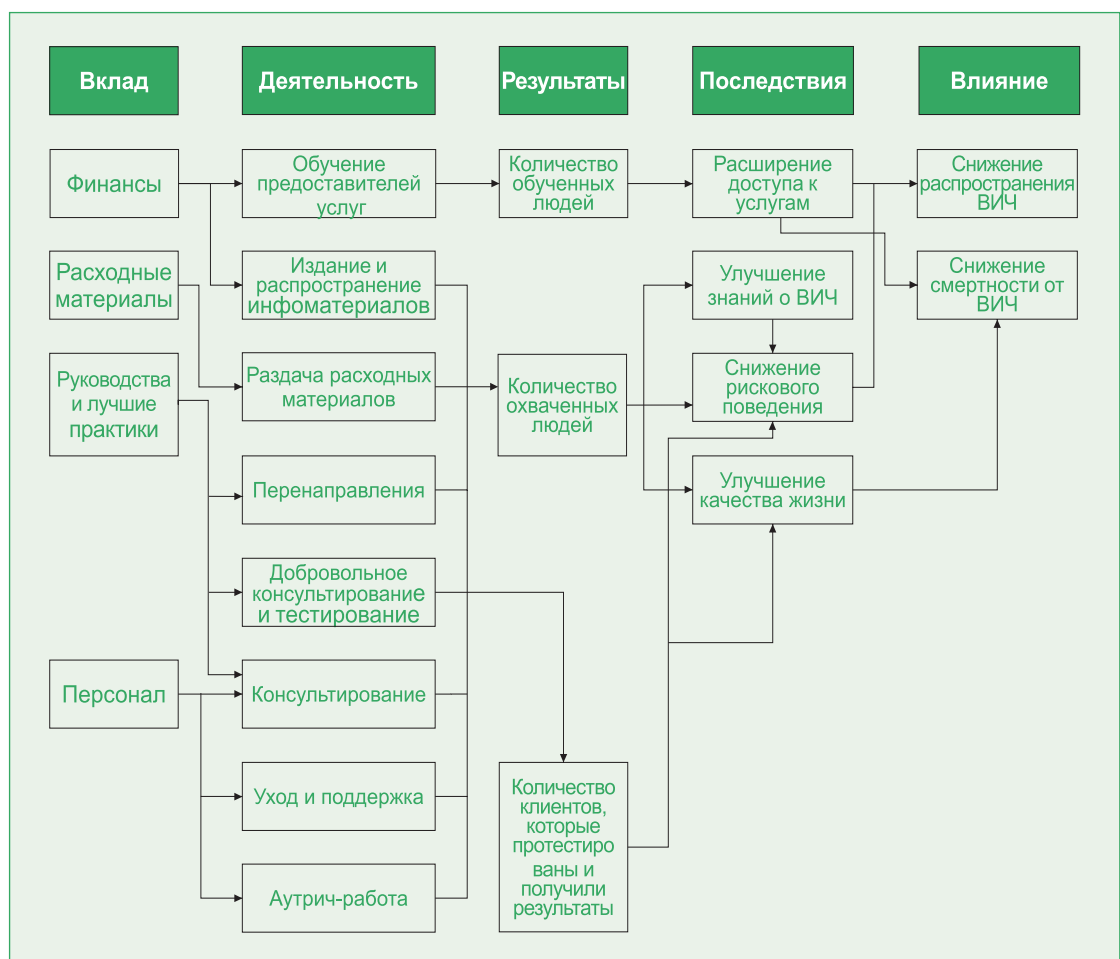 Вклад
Деятельность
Результаты
Последствия
Влияние
Финансы
Обучение
предоставителей
услуг
Количество
обученных
людей
Расширение
доступа к
услугам
Снижение
распространения
ВИЧ
Расходные
материалы
Издание и
распространение
инфоматериалов
Улучшение
знаний о ВИЧ
Снижение
смертности от
ВИЧ
Руководства
и лучшие
практики
Раздача расходных
материалов
Количество
охваченных
людей
Снижение
рискового
поведения
Перенаправления
Улучшение
качества жизни
Добровольное
консультирование
и тестирование
Персонал
Консультирование
Уход и поддержка
Количество
клиентов,
которые
протестиро
ваны и
получили
результаты
Аутрич-работа